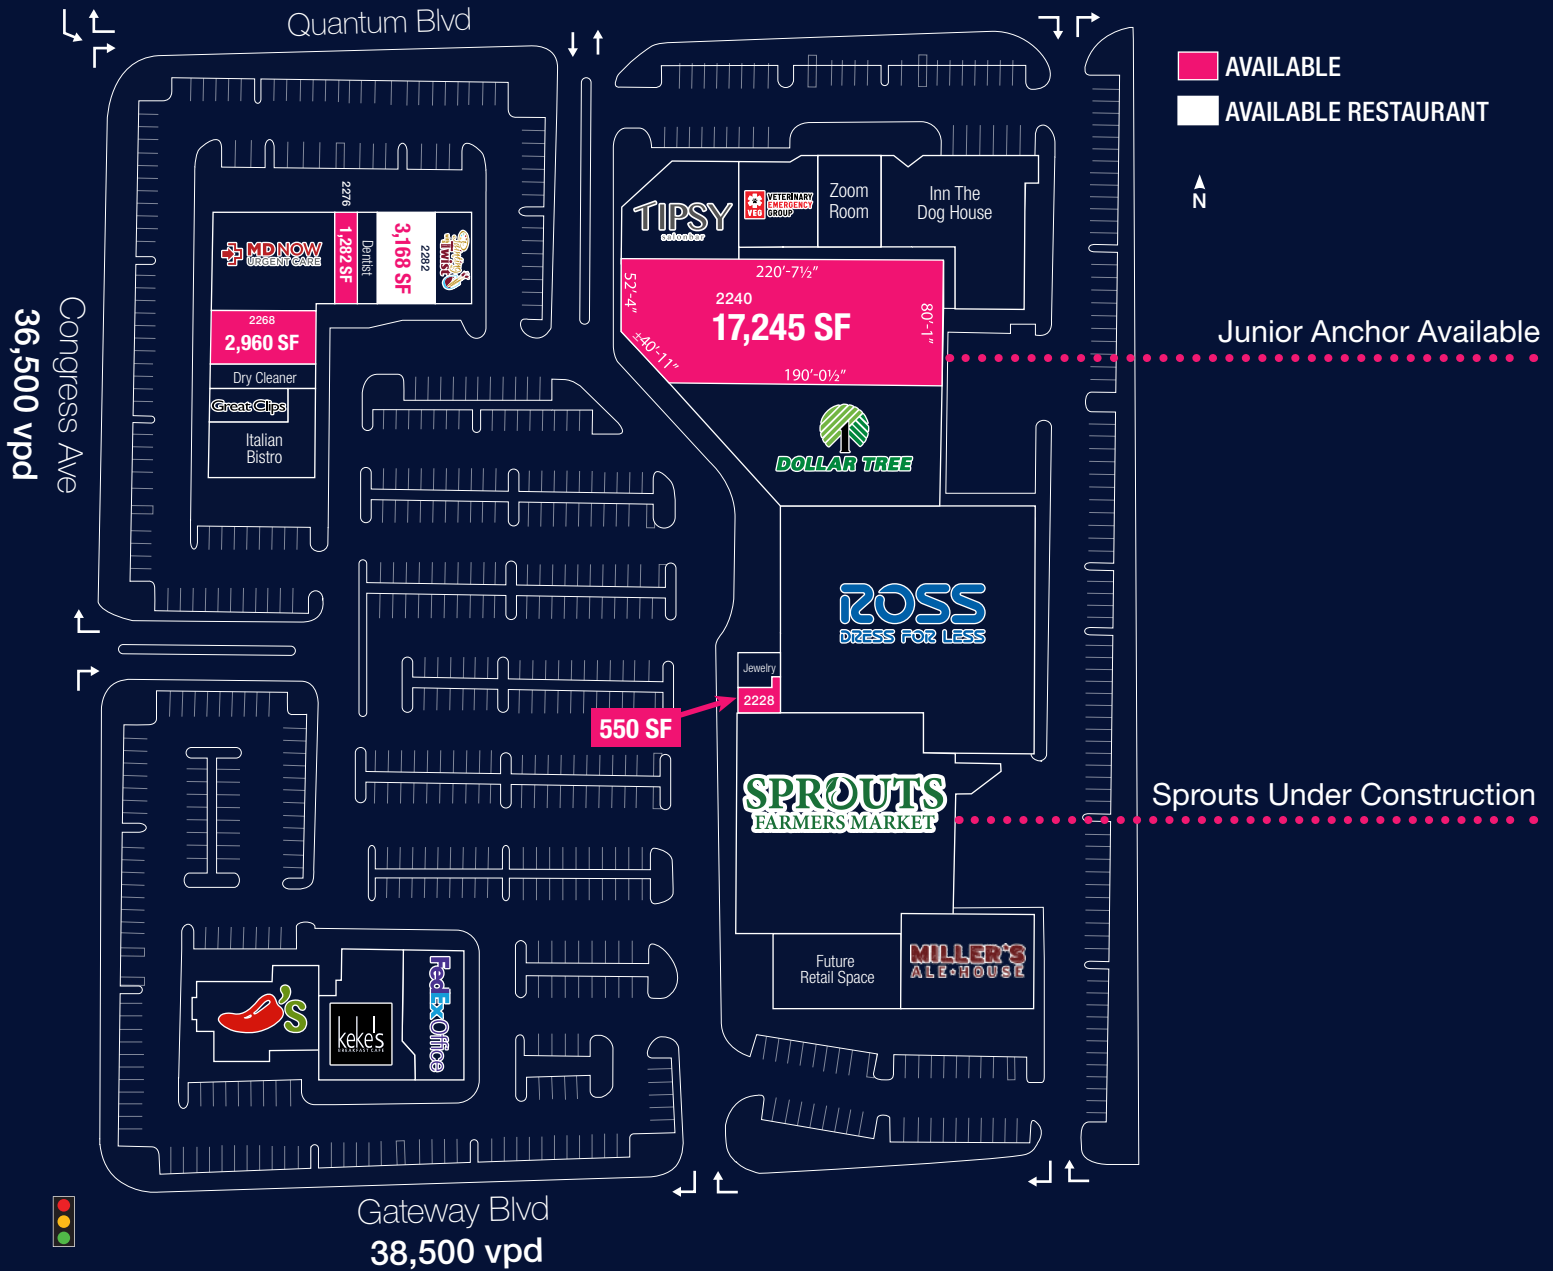 Quantum Blvd
AVAILABLE
AVAILABLE RESTAURANT
N
Congress Ave
36,500 vpd
2276
1,282 SF
Dentist
2282
3,168 SF
MD NOW
URGENT CARE
2268
2,960 SF
Dry Cleaner
Great Clips
Italian
Bistro
TIPSY
salonbar
VEG
VETERINARY
EMERGENCY
GROUP
Zoom
Room
Inn The
Dog House
220'-7½"
52'-4"
2240
17,245 SF
80'-1"
±40'-11"
190'-0½"
Junior Anchor Available
DOLLAR TREE
ROSS
DRESS FOR LESS
Jewelry
2228
550 SF
SPROUTS
FARMERS MARKET
Sprouts Under Construction
Future
Retail Space
MILLER'S
ALE★HOUSE
'S
keke's
BREAKFAST CAFE
FedEx Office
Gateway Blvd
38,500 vpd